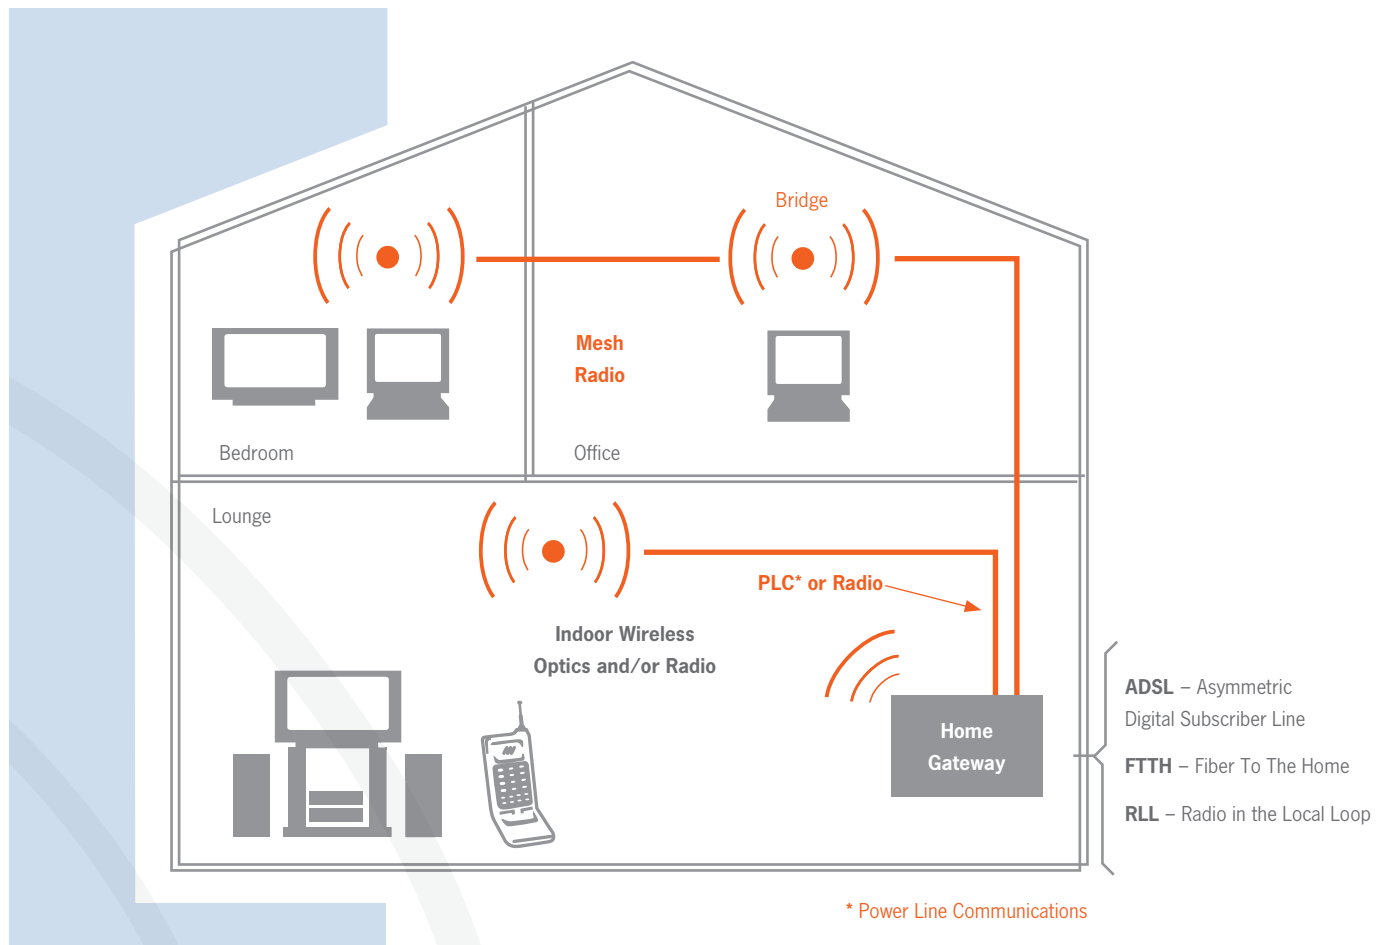 Bridge
Mesh
Radio
Bedroom
Office
Lounge
PLC* or Radio
Indoor Wireless
Optics and/or Radio
Home
Gateway
ADSL – Asymmetric
Digital Subscriber Line
FTTH – Fiber To The Home
RLL – Radio in the Local Loop
* Power Line Communications